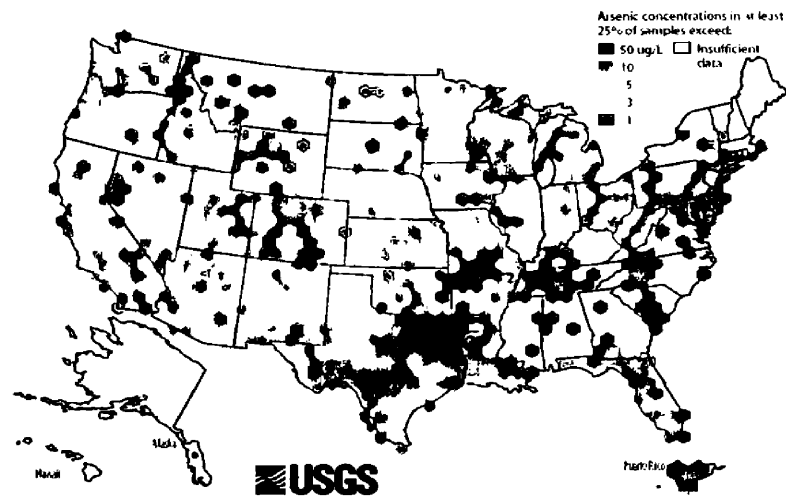 Arsenic concentrations in at least
25% of samples exceed:
50 ug/L Insufficient
10 data
5
3
1
Alaska
Hawaii
Puerto Rico
USGS